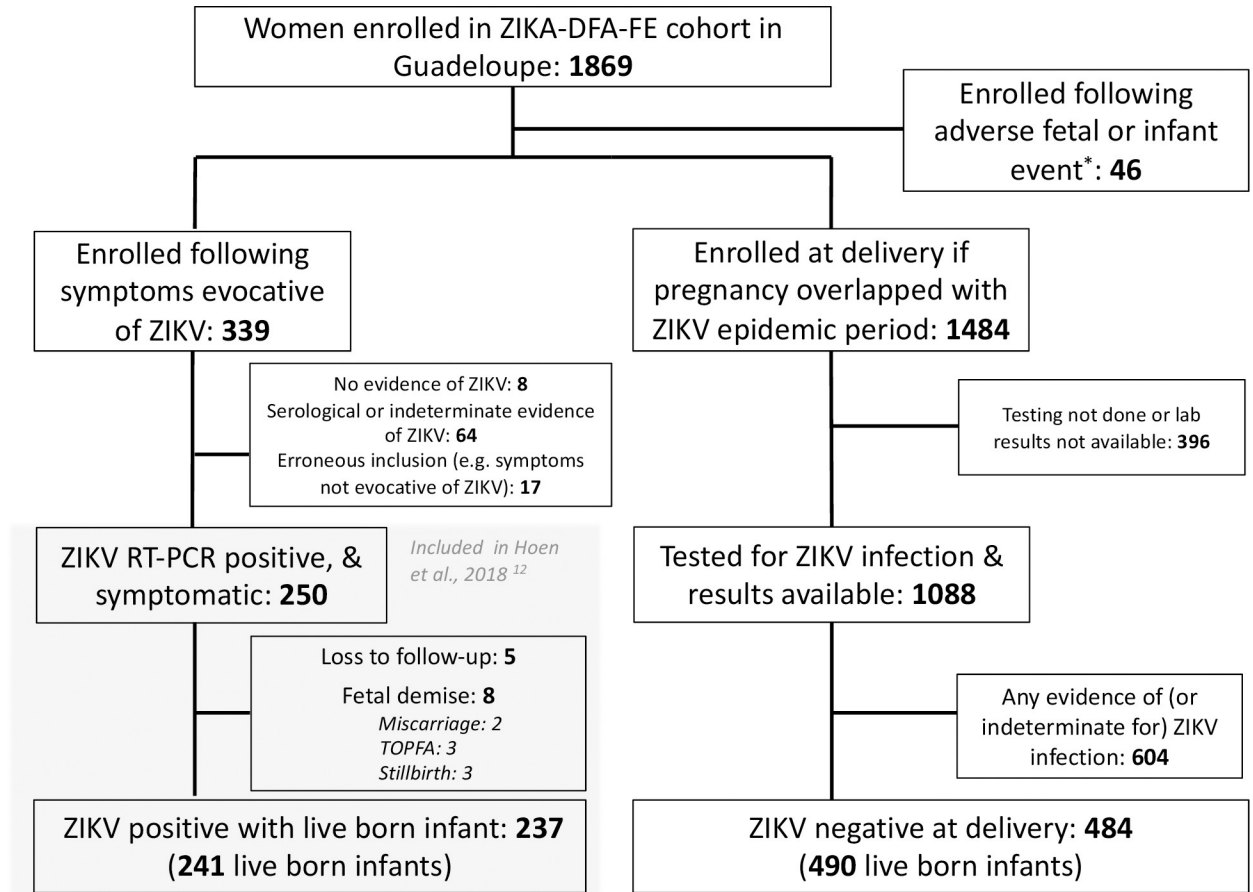 Women enrolled in ZIKA-DFA-FE cohort in
Guadeloupe: 1869
Enrolled following
adverse fetal or infant
event*: 46
Enrolled following
symptoms evocative
of ZIKV: 339
Enrolled at delivery if
pregnancy overlapped with
ZIKV epidemic period: 1484
No evidence of ZIKV: 8
Serological or indeterminate evidence
of ZIKV: 64
Erroneous inclusion (e.g. symptoms
not evocative of ZIKV): 17
Testing not done or lab
results not available: 396
ZIKV RT-PCR positive, &
symptomatic: 250
Included in Hoen
et al., 2018 12
Tested for ZIKV infection &
results available: 1088
Loss to follow-up: 5
Fetal demise: 8
Miscarriage: 2
TOPFA: 3
Stillbirth: 3
Any evidence of (or
indeterminate for) ZIKV
infection: 604
ZIKV positive with live born infant: 237
(241 live born infants)
ZIKV negative at delivery: 484
(490 live born infants)